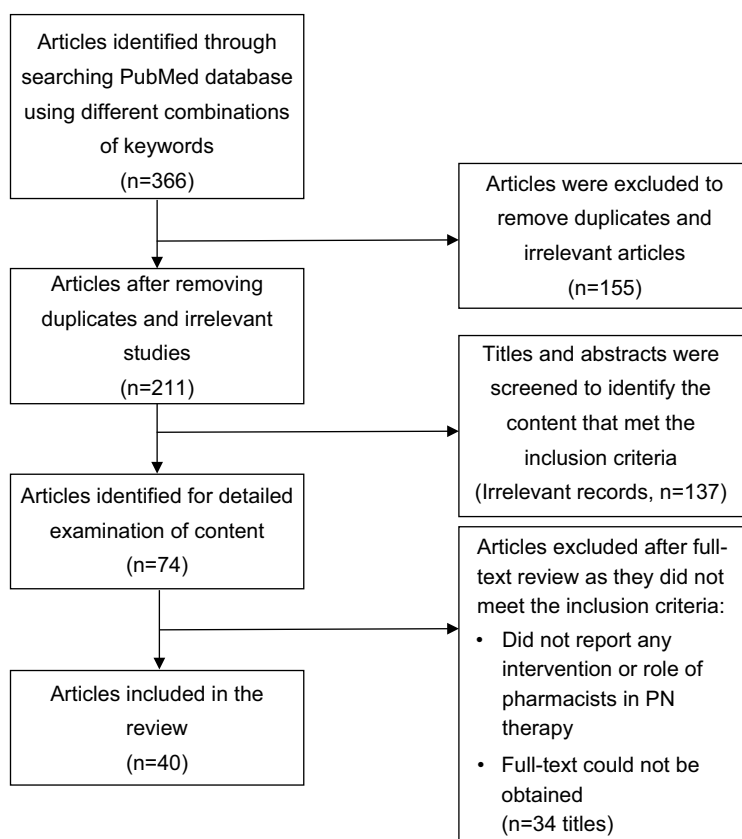 Articles identified through
searching PubMed database
using different combinations
of keywords
(n=366)
Articles were excluded to
remove duplicates and
irrelevant articles
(n=155)
Articles after removing
duplicates and irrelevant
studies
(n=211)
Titles and abstracts were
screened to identify the
content that met the
inclusion criteria
(Irrelevant records, n=137)
Articles identified for detailed
examination of content
(n=74)
Articles excluded after full-
text review as they did not
meet the inclusion criteria:
• Did not report any
intervention or role of
pharmacists in PN
therapy
• Full-text could not be
obtained
(n=34 titles)
Articles included in the
review
(n=40)